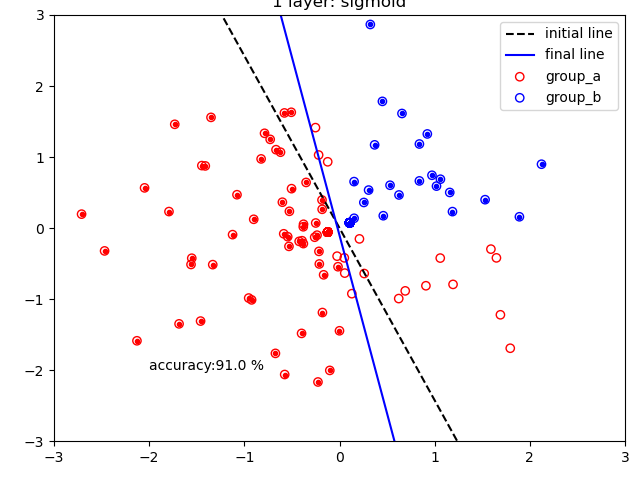 1 layer: sigmoid
initial line
final line
group_a
group_b
accuracy:91.0 %
3
2
1
0
−1
−2
−3
−3 −2 −1 0 1 2 3